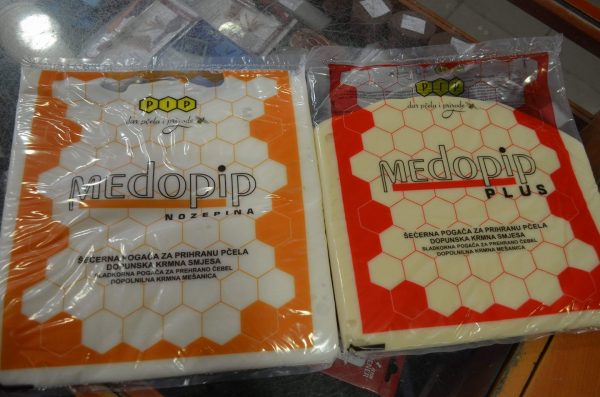 PIP
dar pčela i prirode
MEDOPIP
NOZEPINA
ŠEĆERNA POGAČA ZA PRIHRANU PČELA
DOPUNSKA KRMNA SMJESA
SLADKORNA POGAČA ZA PREHRANO ČEBEL
DOPOLNILNA KRMNA MEŠANICA
PIP
dar pčela i prirode
MEDOPIP
PLUS
ŠEĆERNA POGAČA ZA PRIHRANU PČELA
DOPUNSKA KRMNA SMJESA
SLADKORNA POGAČA ZA PREHRANO ČEBEL
DOPOLNILNA KRMNA MEŠANICA